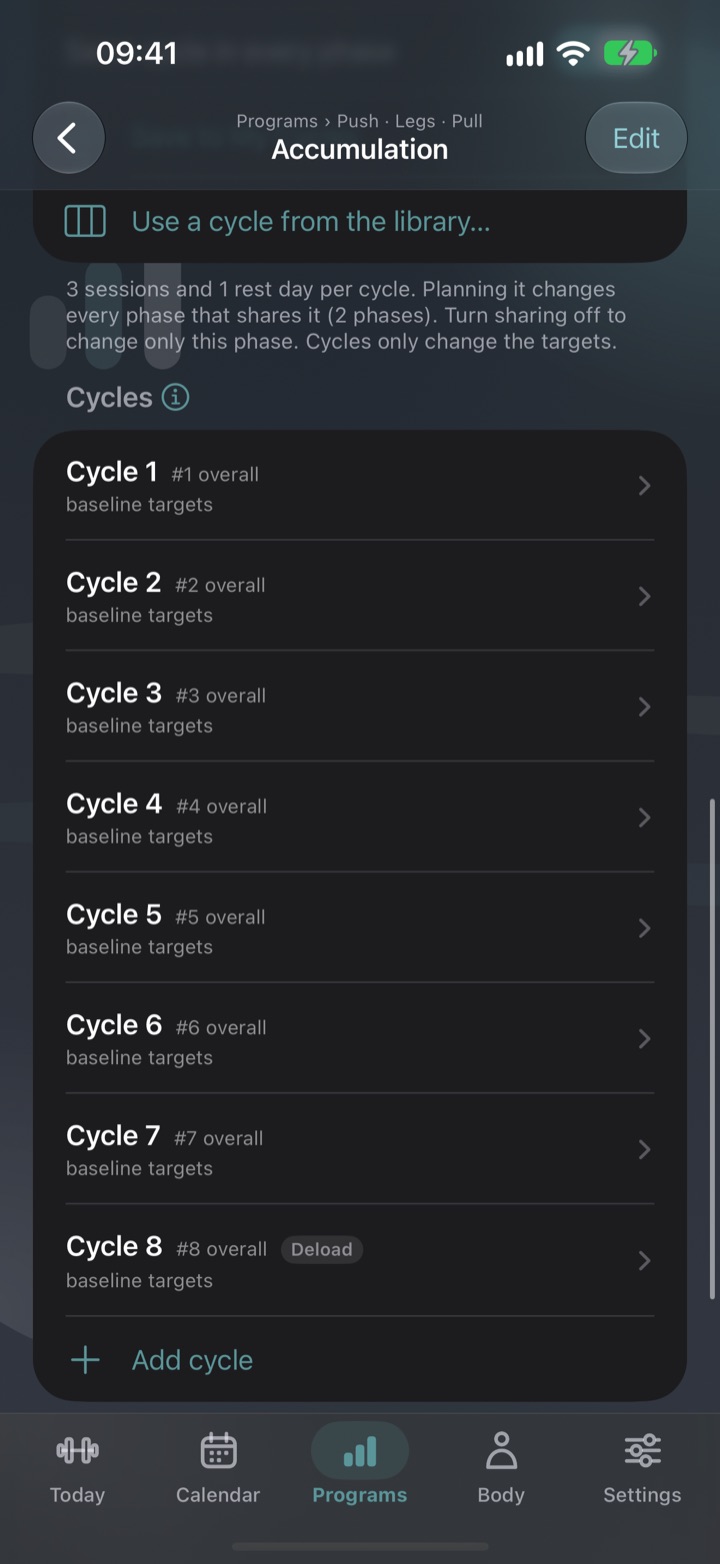 09:41
Programs › Push · Legs · Pull
Accumulation
Edit
Use a cycle from the library...
3 sessions and 1 rest day per cycle. Planning it changes
every phase that shares it (2 phases). Turn sharing off to
change only this phase. Cycles only change the targets.
Cycles
Cycle 1 #1 overall
baseline targets
Cycle 2 #2 overall
baseline targets
Cycle 3 #3 overall
baseline targets
Cycle 4 #4 overall
baseline targets
Cycle 5 #5 overall
baseline targets
Cycle 6 #6 overall
baseline targets
Cycle 7 #7 overall
baseline targets
Cycle 8 #8 overall Deload
baseline targets
Add cycle
Today Calendar Programs Body Settings